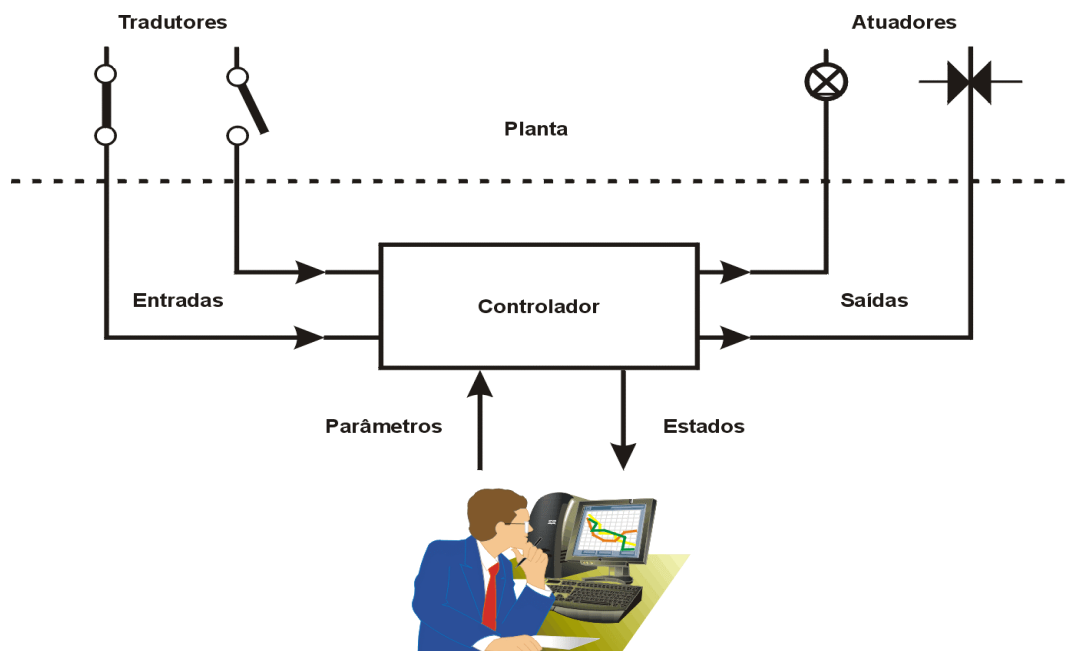 Tradutores
Atuadores
Planta
Entradas
Controlador
Saídas
Parâmetros
Estados